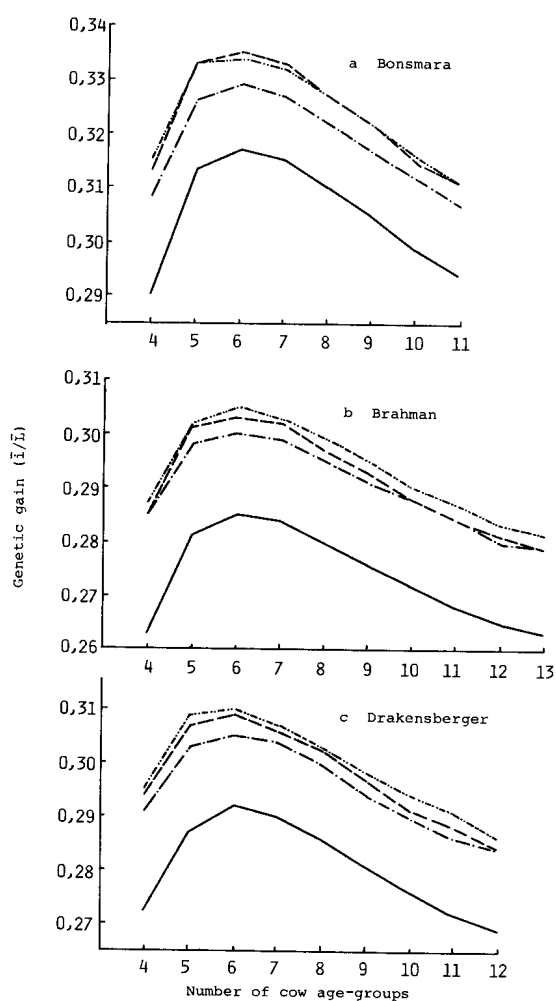 0,34
0,33
0,32
0,31
0,30
0,29
a Bonsmara
4 5 6 7 8 9 10 11
0,31
0,30
0,29
0,28
0,27
0,26
b Brahman
4 5 6 7 8 9 10 11 12 13
Genetic gain (ī/L̄)
0,31
0,30
0,29
0,28
0,27
c Drakensberger
4 5 6 7 8 9 10 11 12
Number of cow age-groups